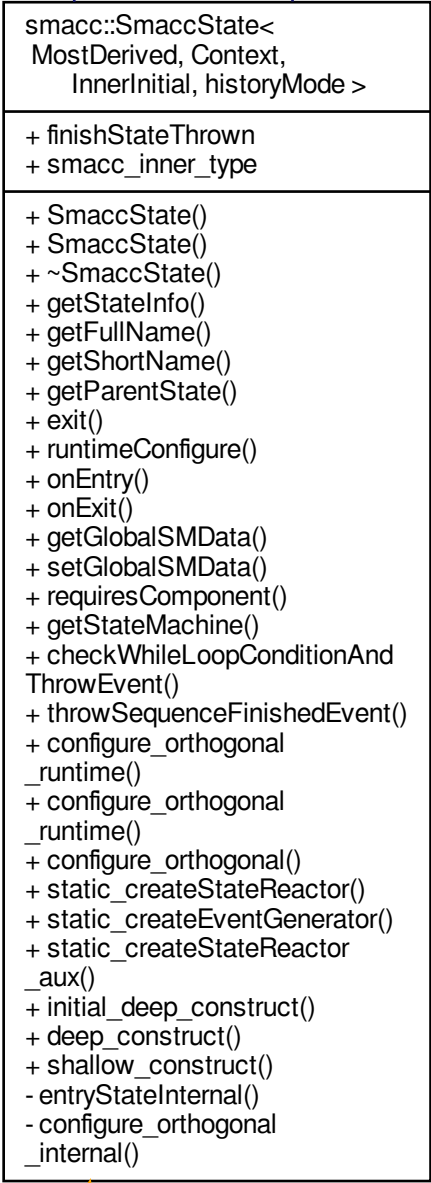 smacc::SmaccState<
MostDerived, Context,
InnerInitial, historyMode >
+ finishStateThrown
+ smacc_inner_type
+ SmaccState()
+ SmaccState()
+ ~SmaccState()
+ getStateInfo()
+ getFullName()
+ getShortName()
+ getParentState()
+ exit()
+ runtimeConfigure()
+ onEntry()
+ onExit()
+ getGlobalSMData()
+ setGlobalSMData()
+ requiresComponent()
+ getStateMachine()
+ checkWhileLoopConditionAnd
ThrowEvent()
+ throwSequenceFinishedEvent()
+ configure_orthogonal
_runtime()
+ configure_orthogonal
_runtime()
+ configure_orthogonal()
+ static_createStateReactor()
+ static_createEventGenerator()
+ static_createStateReactor
_aux()
+ initial_deep_construct()
+ deep_construct()
+ shallow_construct()
- entryStateInternal()
- configure_orthogonal
_internal()